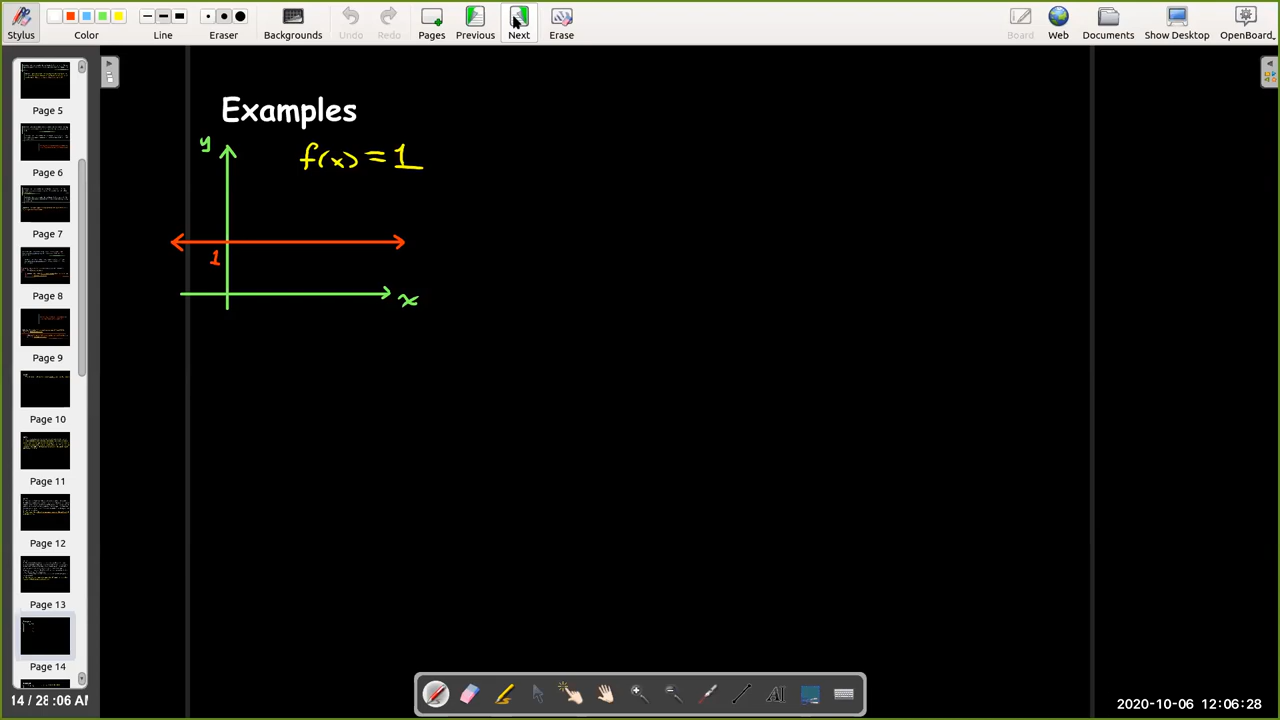 Stylus
Color
Line
Eraser
Backgrounds
Undo
Redo
Pages
Previous
Next
Erase
Board
Web
Documents
Show Desktop
OpenBoard
Page 5
Page 6
Page 7
Page 8
Page 9
Page 10
Page 11
Page 12
Page 13
Page 14
14 / 28
:06 AM
Examples
y
f(x) = 1
1
x
2020-10-06 12:06:28